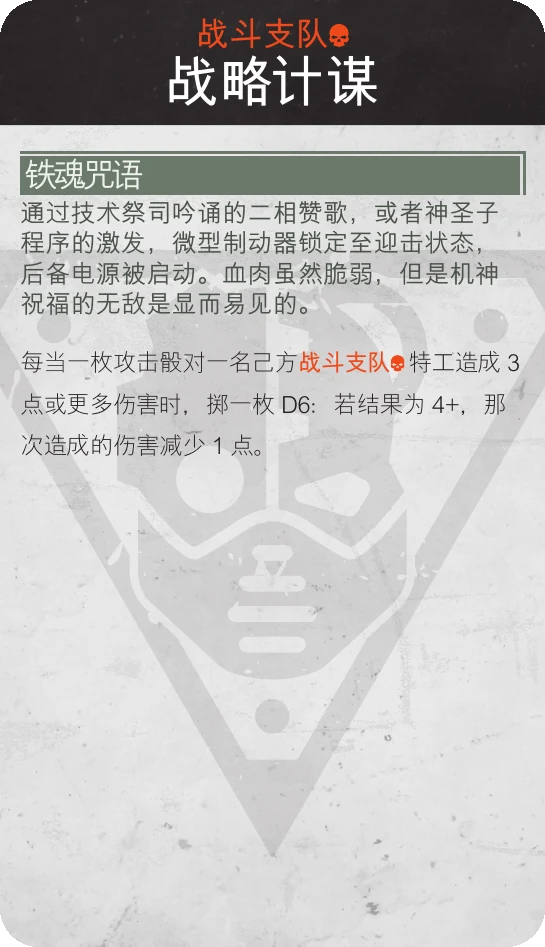 战斗支队
战略计谋
铁魂咒语
通过技术祭司吟诵的二相赞歌，或者神圣子
程序的激发，微型制动器锁定至迎击状态，
后备电源被启动。血肉虽然脆弱，但是机神
祝福的无敌是显而易见的。
每当一枚攻击骰对一名己方战斗支队特工造成 3
点或更多伤害时，掷一枚 D6：若结果为 4+，那
次造成的伤害减少 1 点。